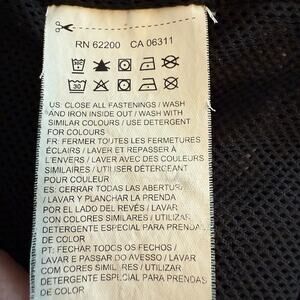 RN 62200 CA 06311
30
US: CLOSE ALL FASTENINGS / WASH
AND IRON INSIDE OUT / WASH WITH
SIMILAR COLOURS / USE DETERGENT
FOR COLOURS
FR: FERMER TOUTES LES FERMETURES
ÉCLAIRS / LAVER ET REPASSER À
L'ENVERS / LAVER AVEC DES COULEURS
SIMILAIRES / UTILISER DÉTERGEANT
POUR COULEUR
ES: CERRAR TODAS LAS ABERTUR
/ LAVAR Y PLANCHAR LA PRENDA
POR EL LADO DEL REVÉS / LAVAR
CON COLORES SIMILARES / UTILIZAR
DETERGENTE ESPECIAL PARA PRENDAS
DE COLOR
PT: FECHAR TODOS OS FECHOS /
LAVAR E PASSAR DO AVESSO / LAVAR
COM CORES SIMIL RES / UTILIZAR
DETERGENTE ESPECIAL PARA PRENDAS
DE COLOR